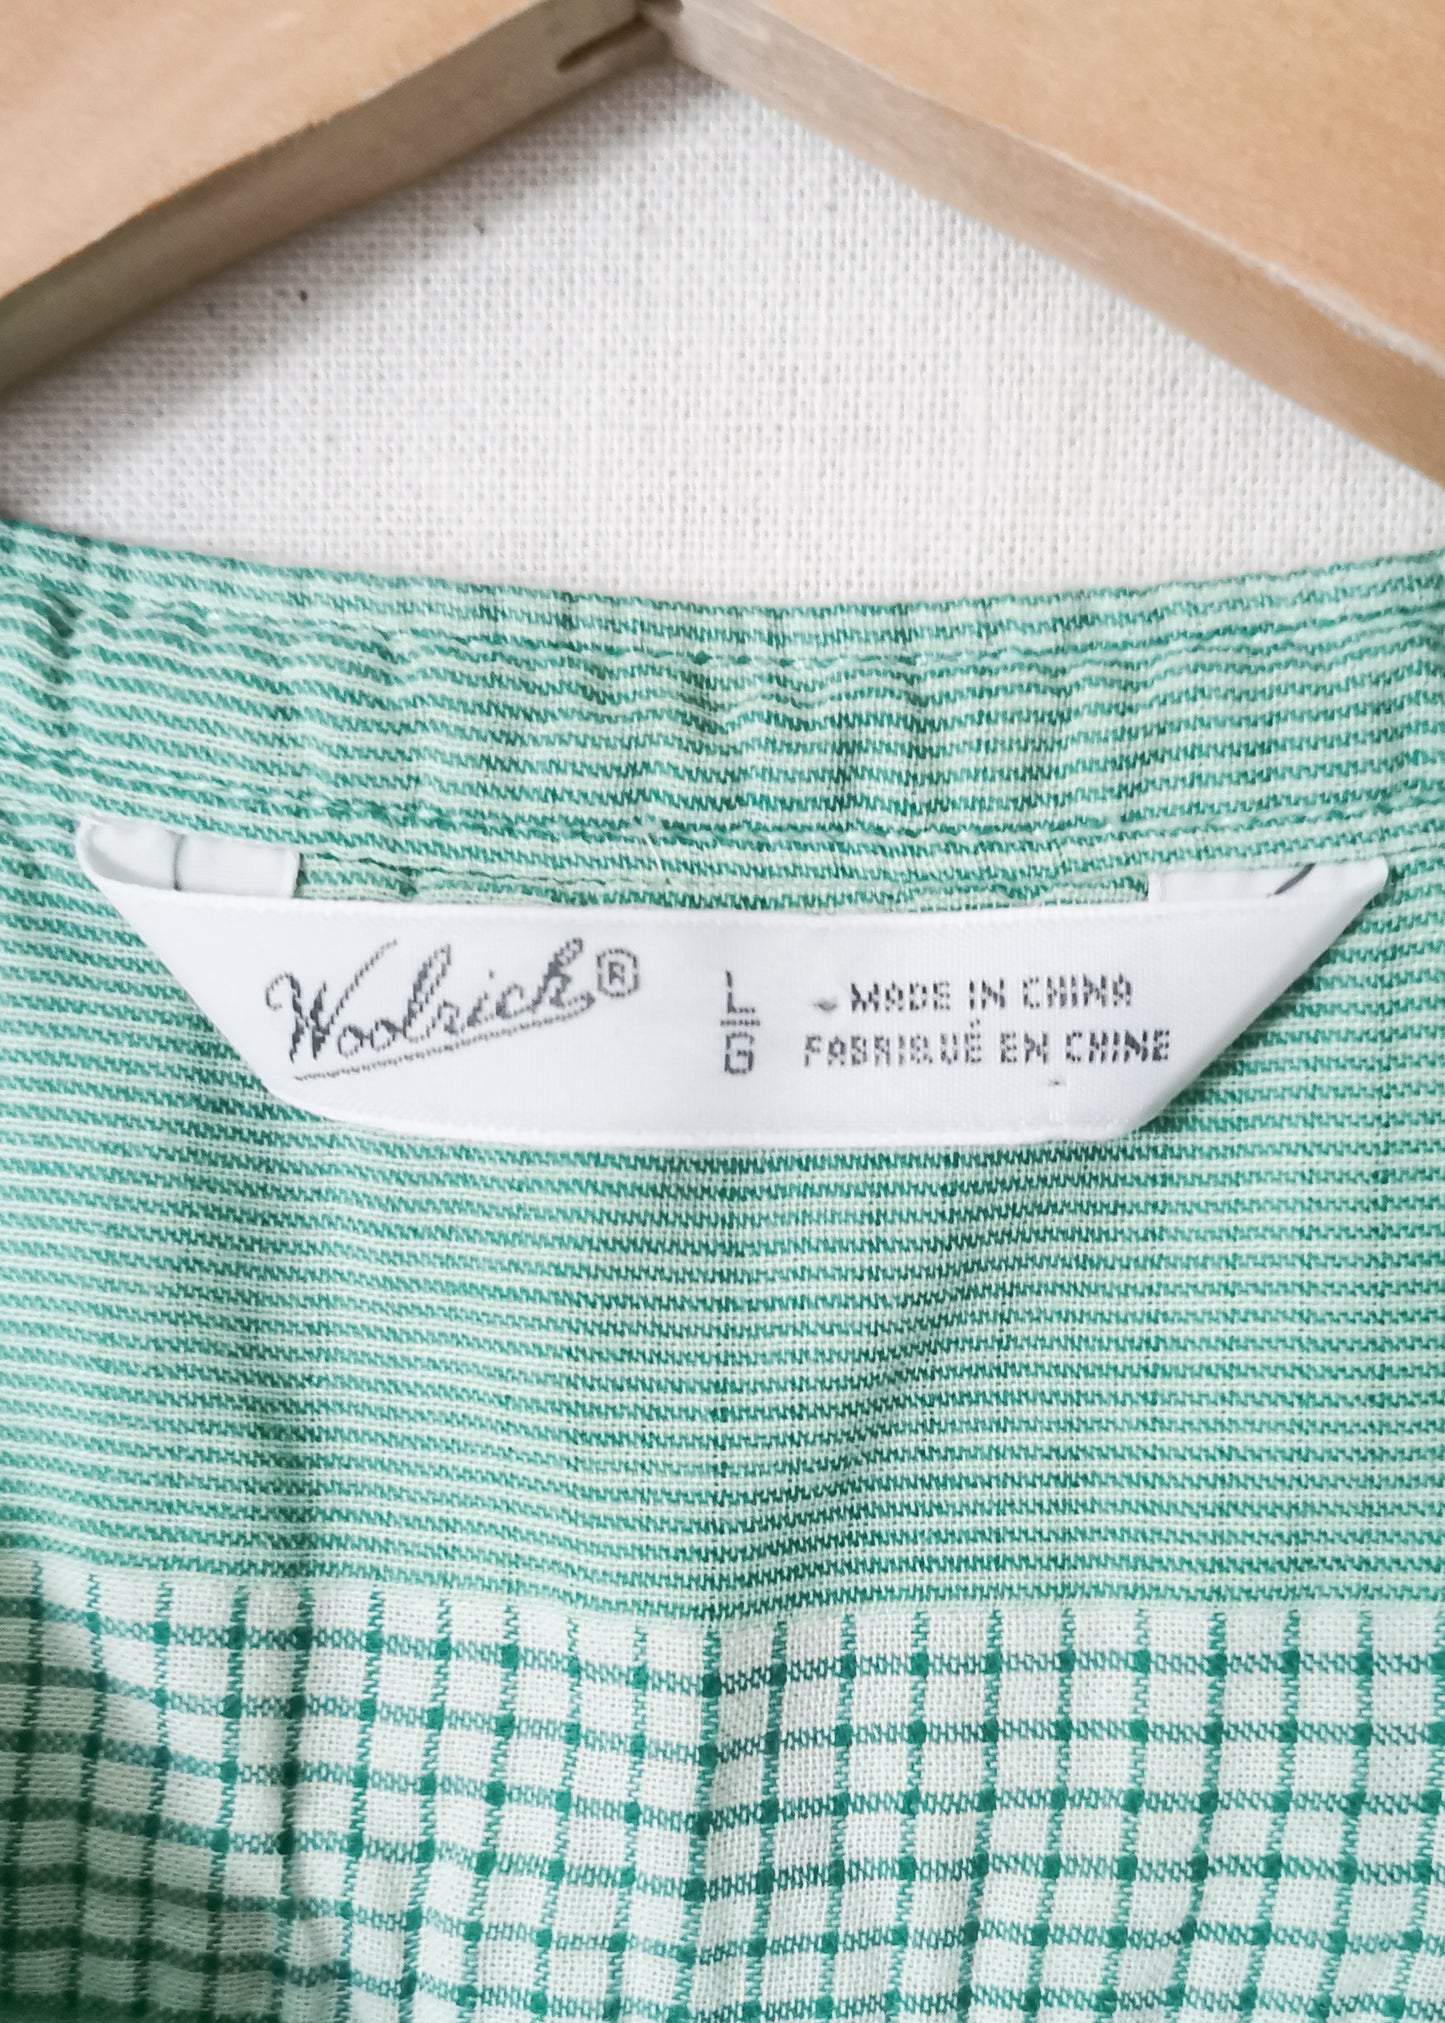 Woolrich®
L
G
MADE IN CHINA
FABRIQUÉ EN CHINE